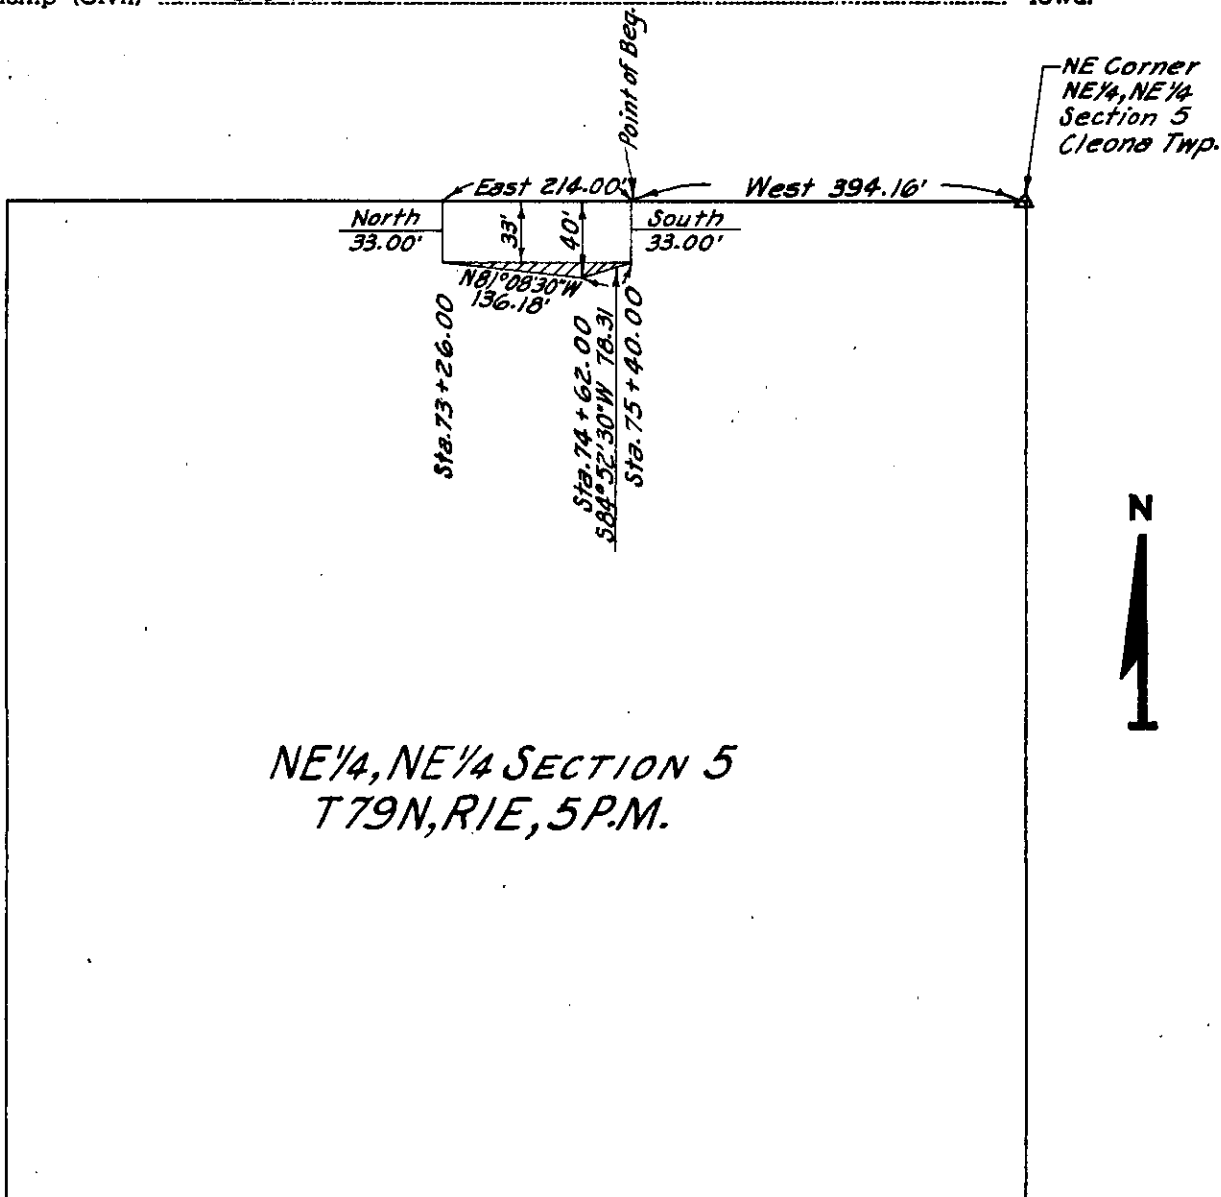 Iowa.
Point of Beg.
NE Corner
NE¼, NE¼
Section 5
Cleona Twp.
East 214.00'
West 394.16'
North
33.00'
33'
40'
South
33.00'
N81°08'30"W
136.18'
Sta. 73 + 26.00
Sta. 74 + 62.00
S84°52'30"W 78.31
Sta. 75 + 40.00
N
NE¼, NE¼ SECTION 5
T79N, R1E, 5P.M.